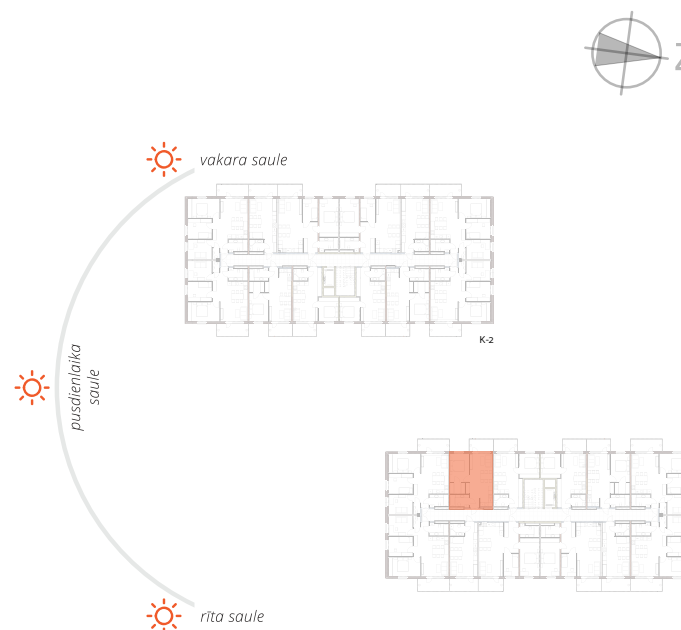 Z
vakara saule
K-2
pusdienlaika
saule
rīta saule